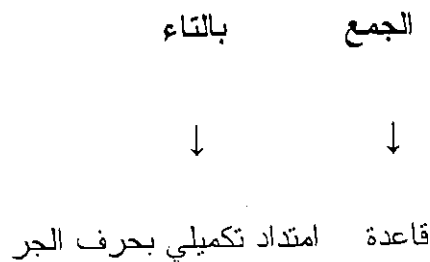 الجمع بالتاء
↓ ↓
قاعدة امتداد تكميلي بحرف الجر